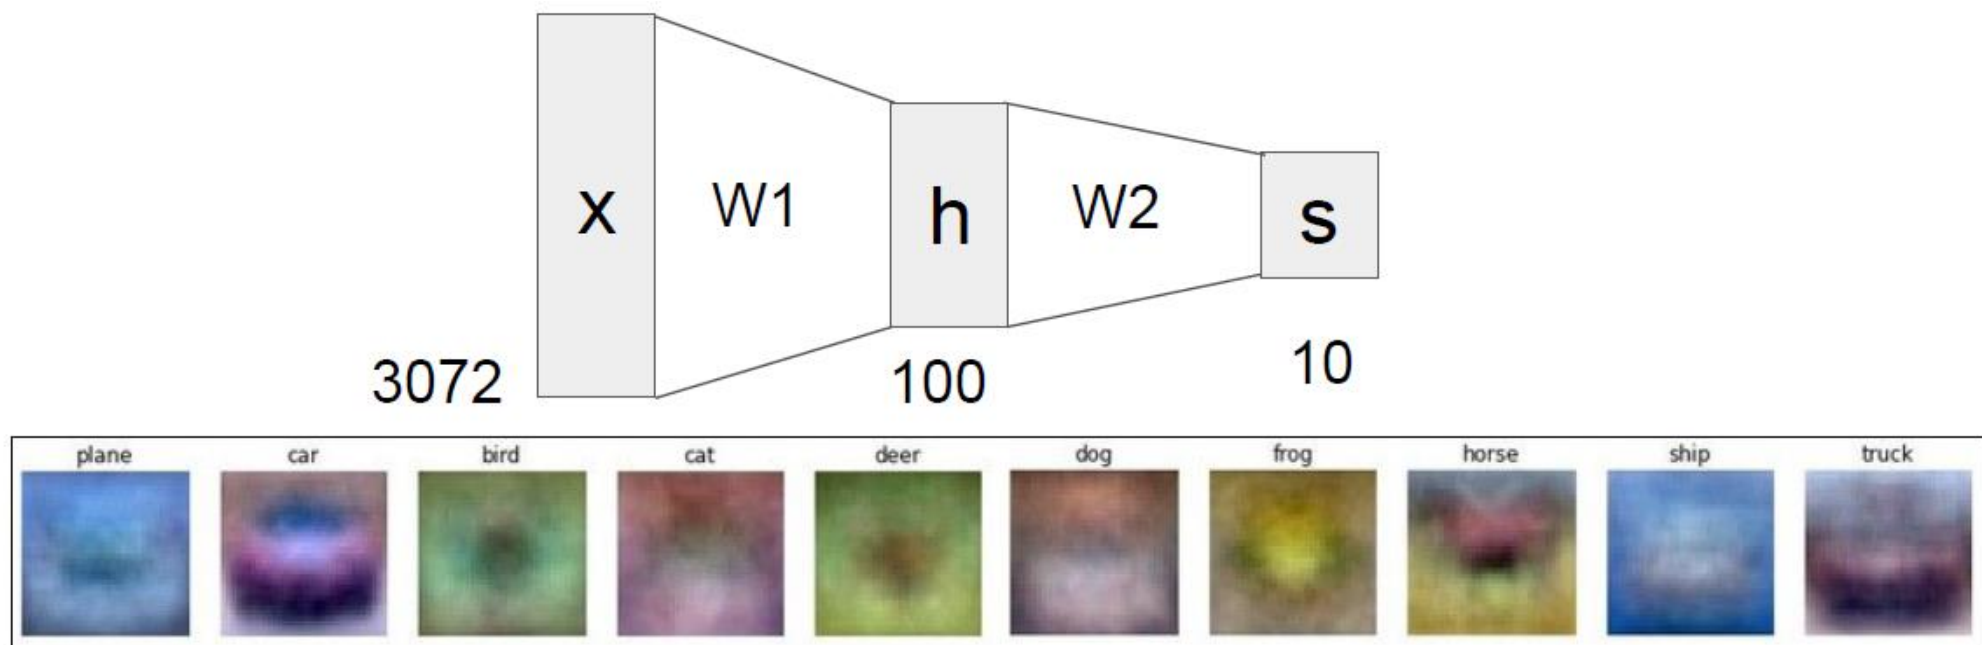 x W1 h W2 s
3072 100 10
plane car bird cat deer dog frog horse ship truck